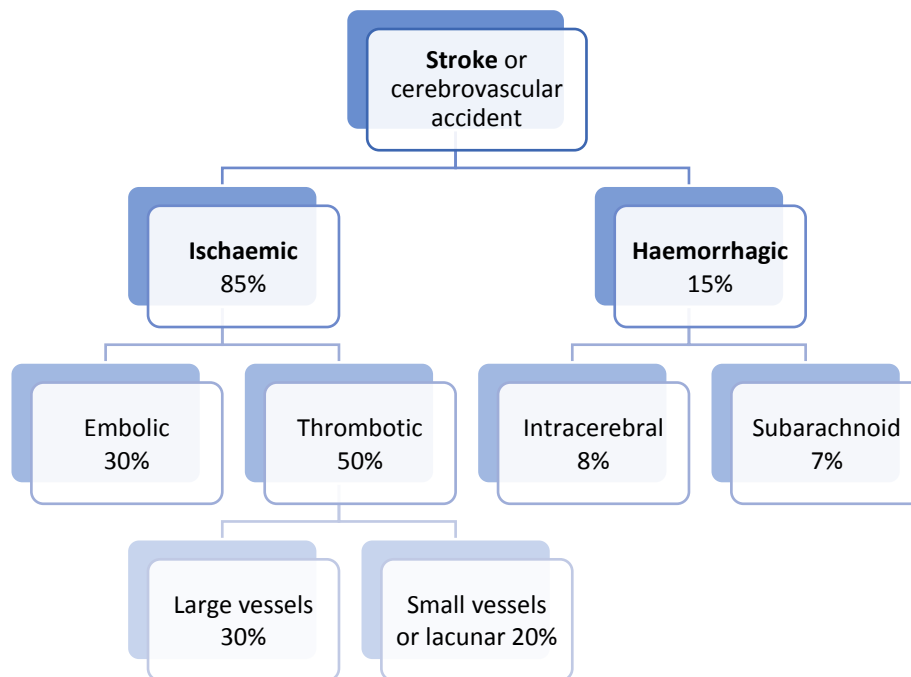 Stroke or
cerebrovascular
accident
Ischaemic
85%
Haemorrhagic
15%
Embolic
30%
Thrombotic
50%
Intracerebral
8%
Subarachnoid
7%
Large vessels
30%
Small vessels
or lacunar 20%